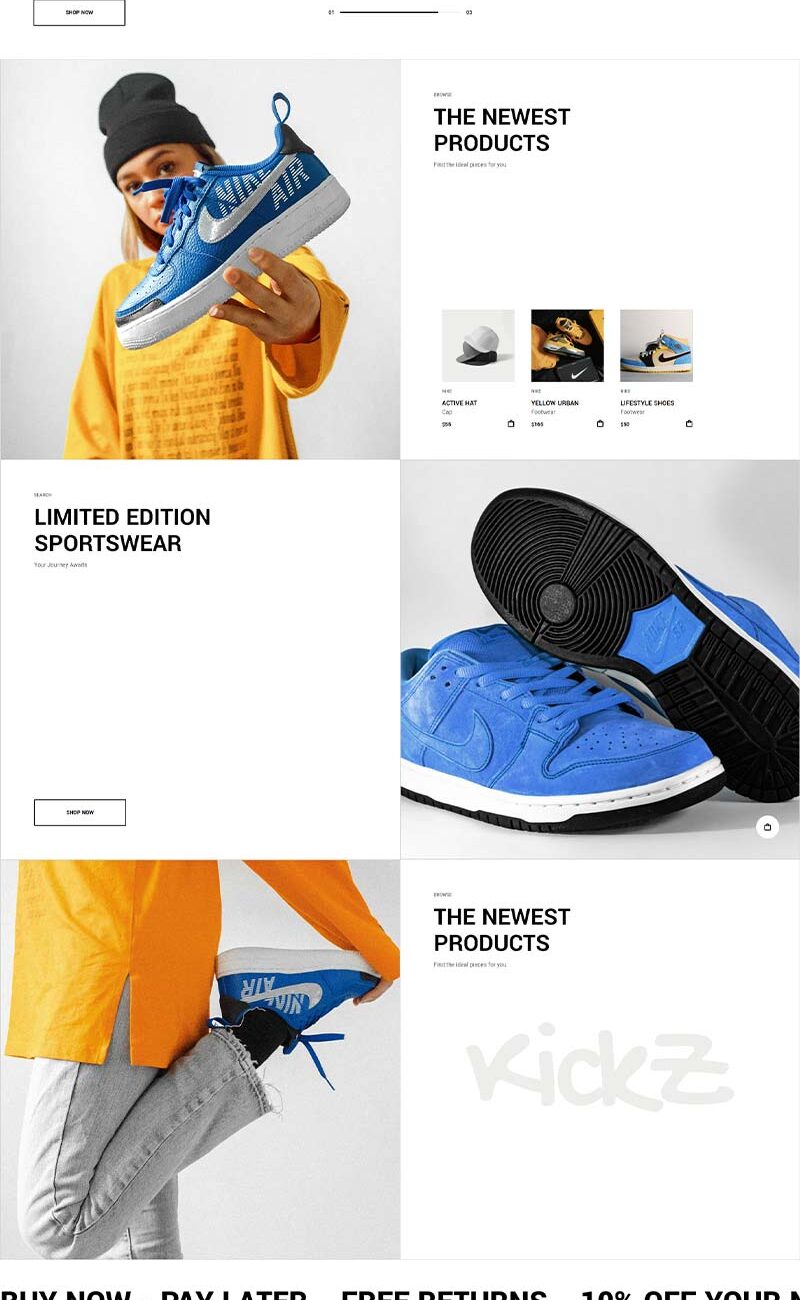 SHOP NOW
01
03
BROWSE
THE NEWEST
PRODUCTS
Find the ideal pieces for you
NIKE
ACTIVE HAT
Cap
$55
NIKE
YELLOW URBAN
Footwear
$165
NIKE
LIFESTYLE SHOES
Footwear
$50
NIKE
AIR
SEARCH
LIMITED EDITION
SPORTSWEAR
Your Journey Awaits
SHOP NOW
BROWSE
THE NEWEST
PRODUCTS
Find the ideal pieces for you
KickZ
BUY NOW - PAY LATER
FREE RETURNS
10% OFF YOUR